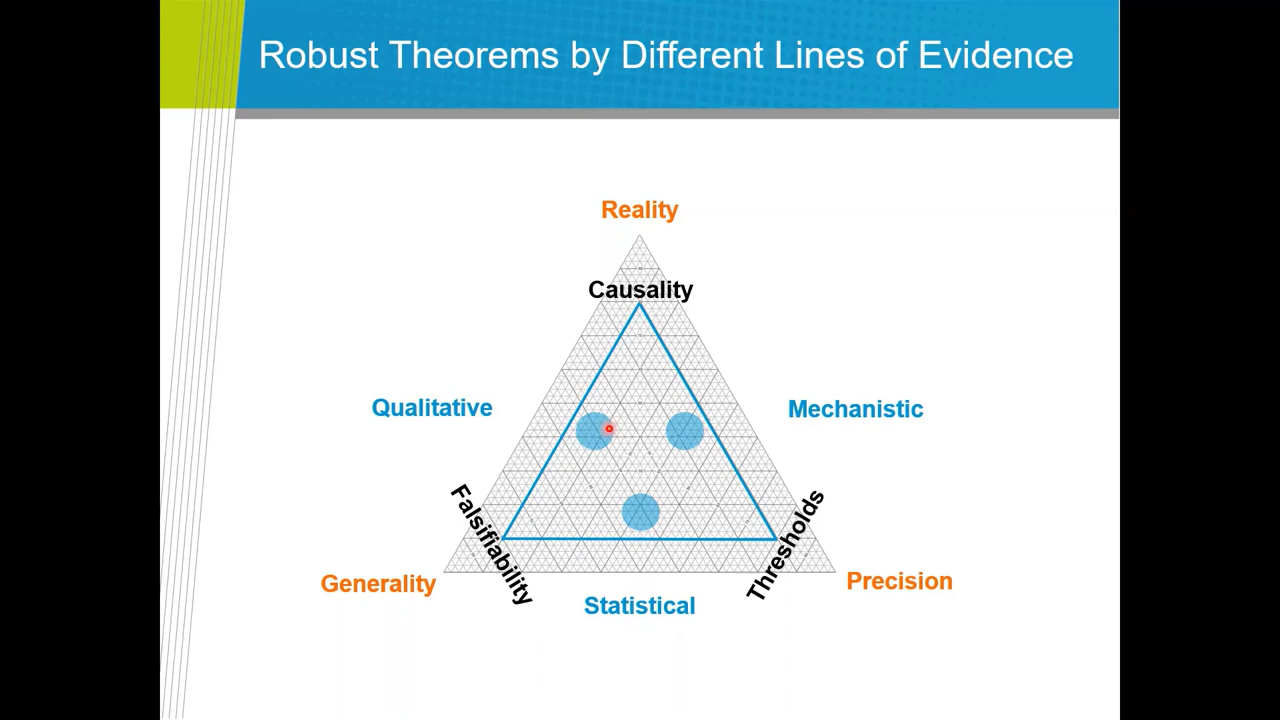 Robust Theorems by Different Lines of Evidence
Reality
Causality
Qualitative
Mechanistic
Falsifiability
Thresholds
Generality
Precision
Statistical